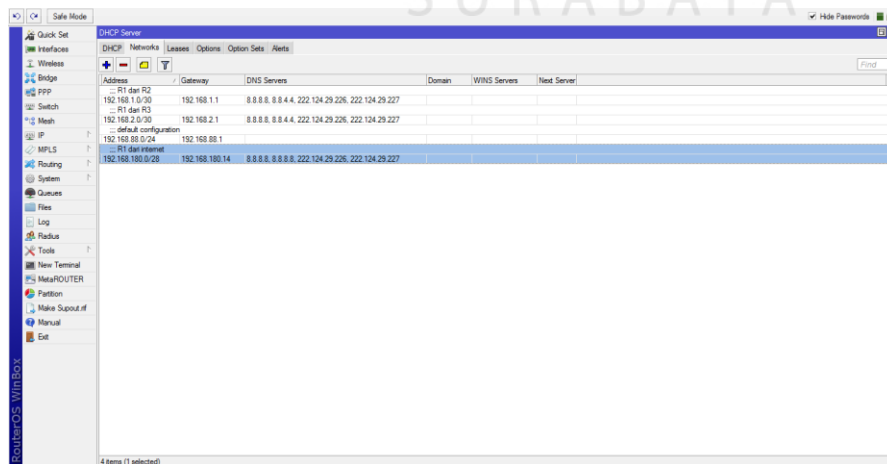 SURABAYA
Safe Mode
Hide Passwords
Quick Set
Interfaces
Wireless
Bridge
PPP
Switch
Mesh
IP
MPLS
Routing
System
Queues
Files
Log
Radius
Tools
New Terminal
MetaROUTER
Partition
Make Supout.rif
Manual
Exit
RouterOS WinBox
DHCP Server
DHCP Networks Leases Options Option Sets Alerts
Find
Address Gateway DNS Servers Domain WINS Servers Next Server
::: R1 dari R2
192.168.1.0/30 192.168.1.1 8.8.8.8, 8.8.4.4, 222.124.29.226, 222.124.29.227
::: R1 dari R3
192.168.2.0/30 192.168.2.1 8.8.8.8, 8.8.4.4, 222.124.29.226, 222.124.29.227
::: default configuration
192.168.88.0/24 192.168.88.1
::: R1 dari internet
192.168.180.0/28 192.168.180.14 8.8.8.8, 8.8.8.8, 222.124.29.226, 222.124.29.227
4 items (1 selected)